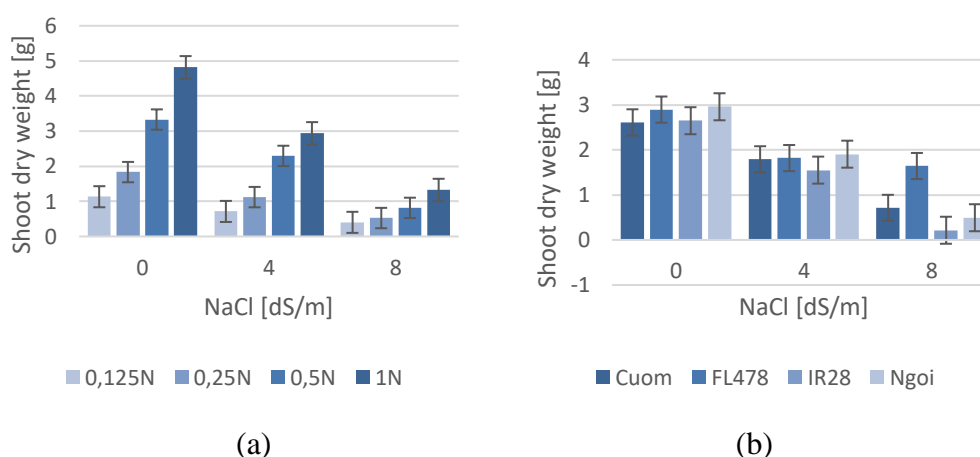 Shoot dry weight [g]
6
5
4
3
2
1
0
0 4 8
NaCl [dS/m]
0,125N 0,25N 0,5N 1N
(a)
Shoot dry weight [g]
4
3
2
1
0
-1
0 4 8
NaCl [dS/m]
Cuom FL478 IR28 Ngoi
(b)